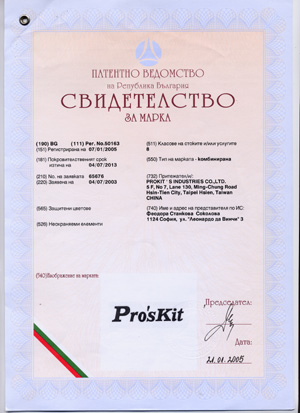 ПАТЕНТНО ВЕДОМСТВО
на Република България
СВИДЕТЕЛСТВО
ЗА МАРКА
(190) BG (111) Рег. No.50163
(151) Регистрирана на 07/01/2005
(181) Покровителственият срок
изтича на 04/07/2013
(210) No. на заявката 65676
(220) Заявена на 04/07/2003
(591) Защитени цветове
(526) Неохраняеми елементи
(511) Класове на стоките и/или услугите
8
(550) Тип на марката - комбинирана
(732) Притежател/и:
PROKIT`S INDUSTRIES CO.,LTD.
5 F, No 7, Lane 130, Ming-Chung Road
Hsin-Tien City, Taipei Hsien, Taiwan
CHINA
(740) Име и адрес на представителя по ИС:
Феодора Станкова Соколова
1124 София, ул. "Леонардо да Винчи" 3
(540) Изображение на марката:
Pro'sKit
Председател:
Дата:
21.01.2005